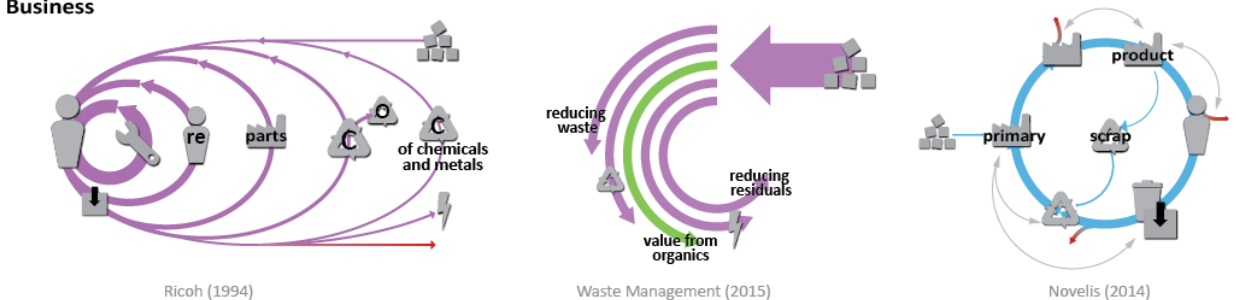 Business
re
parts
C
O
C
of chemicals
and metals
Ricoh (1994)
reducing
waste
reducing
residuals
value from
organics
Waste Management (2015)
product
primary
scrap
Novelis (2014)